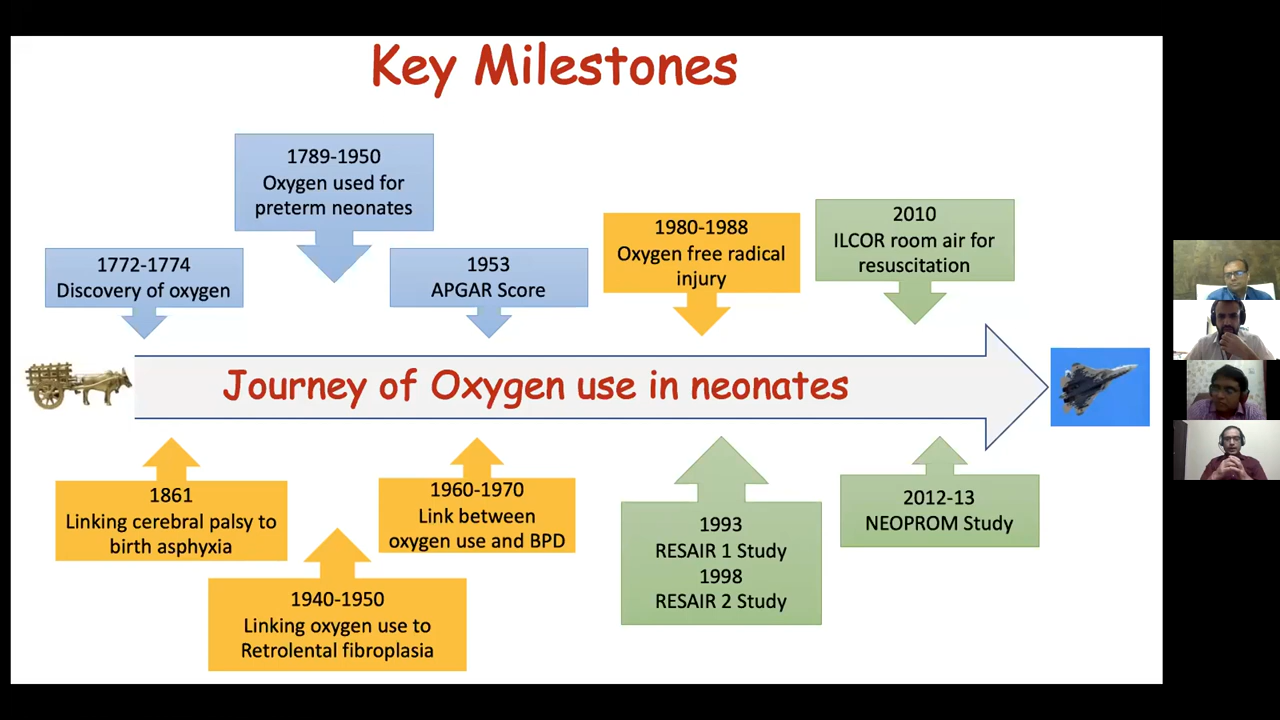 Key Milestones
1789-1950
Oxygen used for
preterm neonates
1772-1774
Discovery of oxygen
1953
APGAR Score
1980-1988
Oxygen free radical
injury
2010
ILCOR room air for
resuscitation
Journey of Oxygen use in neonates
1861
Linking cerebral palsy to
birth asphyxia
1940-1950
Linking oxygen use to
Retrolental fibroplasia
1960-1970
Link between
oxygen use and BPD
1993
RESAIR 1 Study
1998
RESAIR 2 Study
2012-13
NEOPROM Study